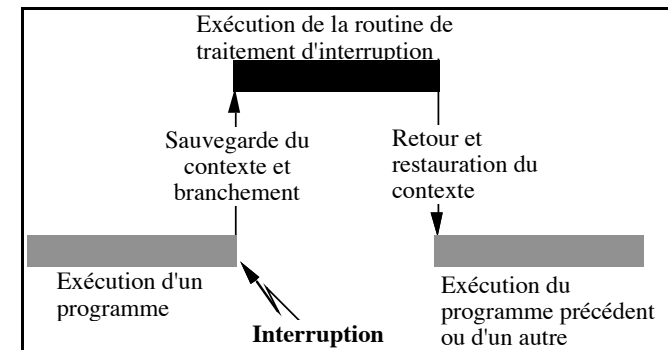 Exécution de la routine de
traitement d'interruption
Sauvegarde du
contexte et
branchement
Retour et
restauration du
contexte
Exécution d'un
programme
Interruption
Exécution du
programme précédent
ou d'un autre